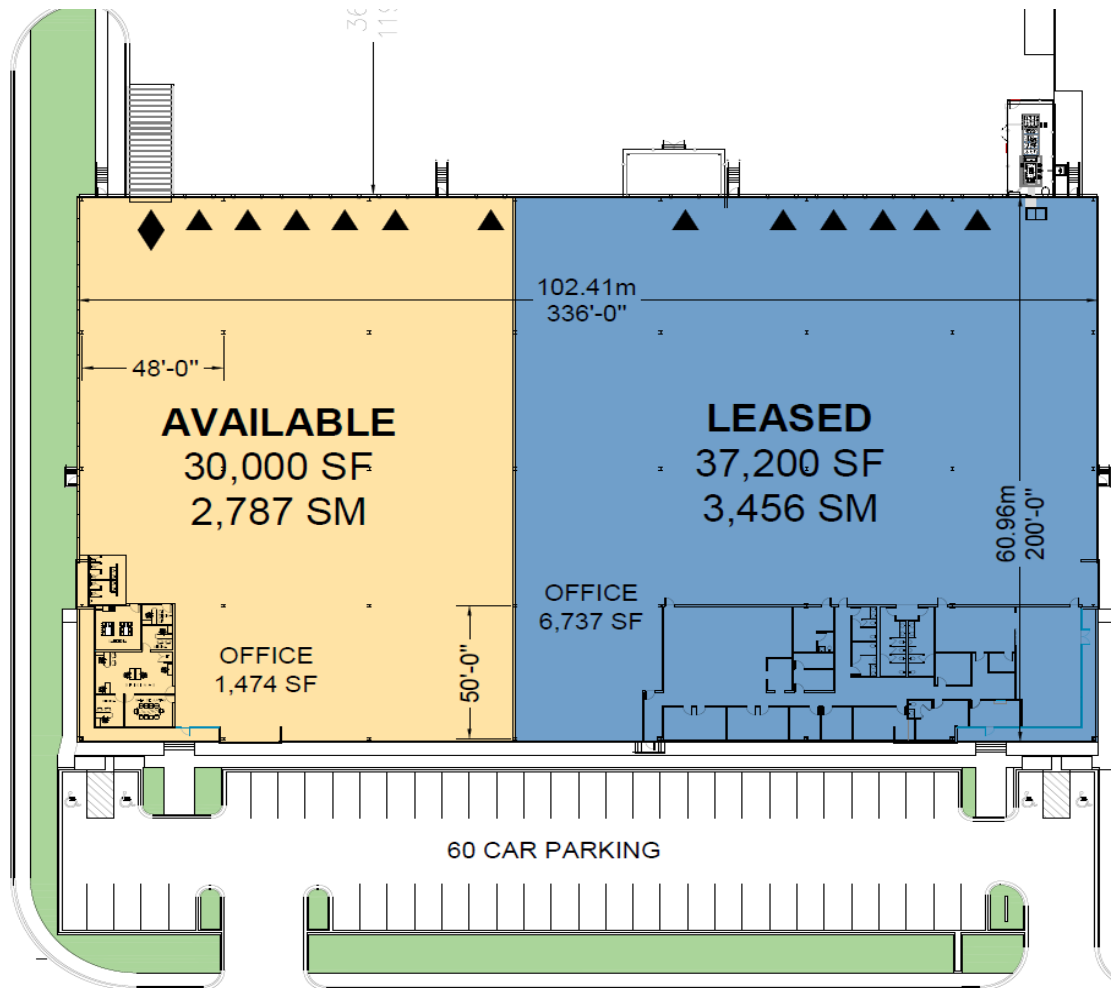 102.41m
336'-0"
48'-0"
AVAILABLE
30,000 SF
2,787 SM
LEASED
37,200 SF
3,456 SM
60.96m
200'-0"
OFFICE
6,737 SF
OFFICE
1,474 SF
50'-0"
60 CAR PARKING